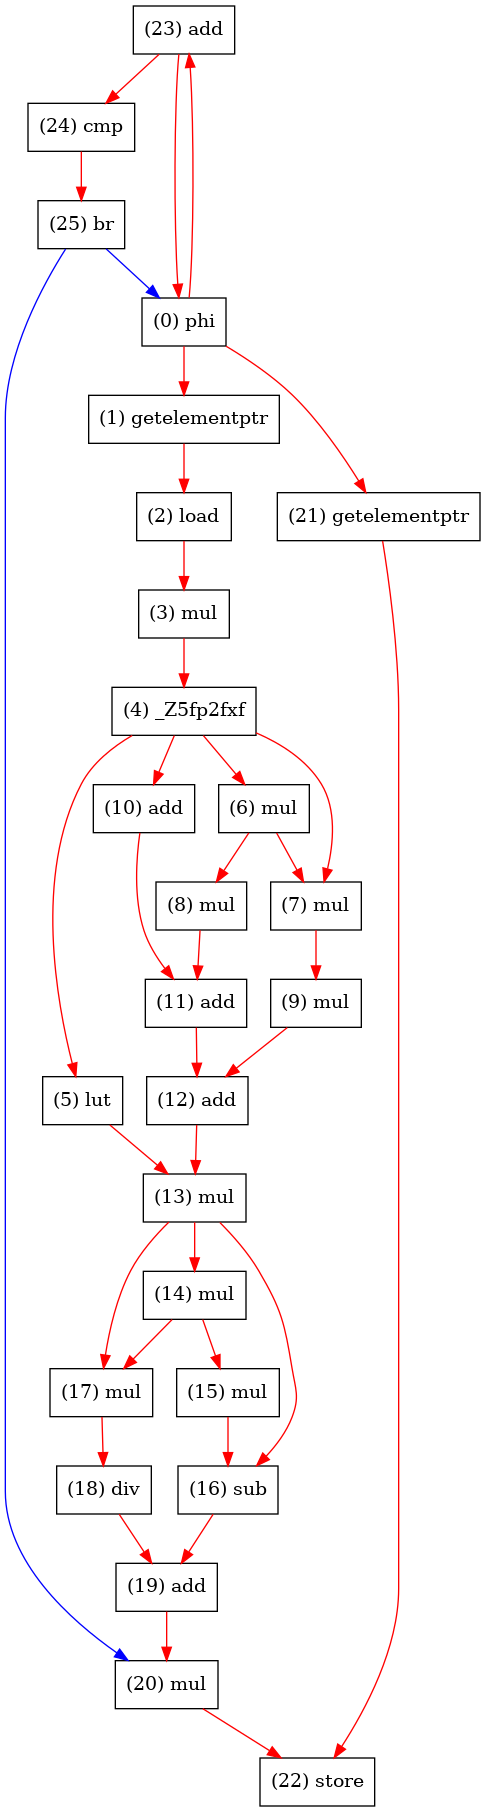 (23) add
(24) cmp
(25) br
(0) phi
(1) getelementptr
(2) load
(21) getelementptr
(3) mul
(4) _Z5fp2fxf
(10) add
(6) mul
(8) mul
(7) mul
(11) add
(9) mul
(5) lut
(12) add
(13) mul
(14) mul
(17) mul
(15) mul
(18) div
(16) sub
(19) add
(20) mul
(22) store